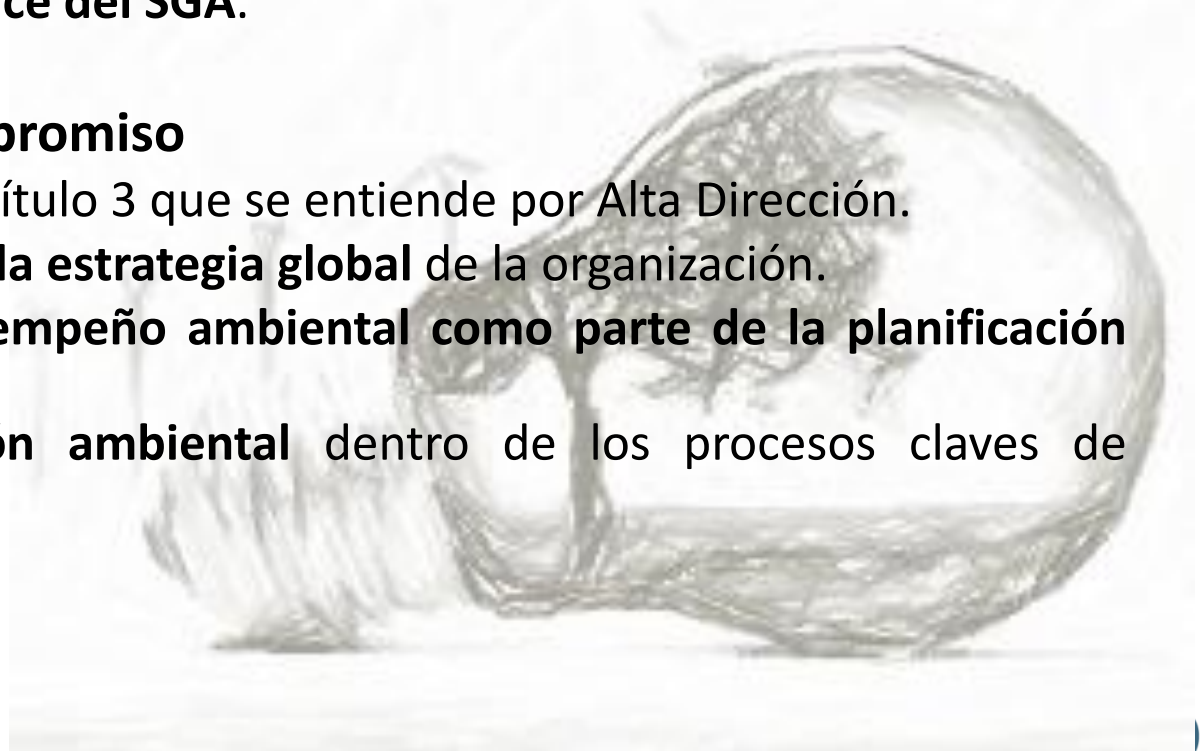 ce del SGA.
promiso
ítulo 3 que se entiende por Alta Dirección.
la estrategia global de la organización.
empeño ambiental como parte de la planificación
ón ambiental dentro de los procesos claves de